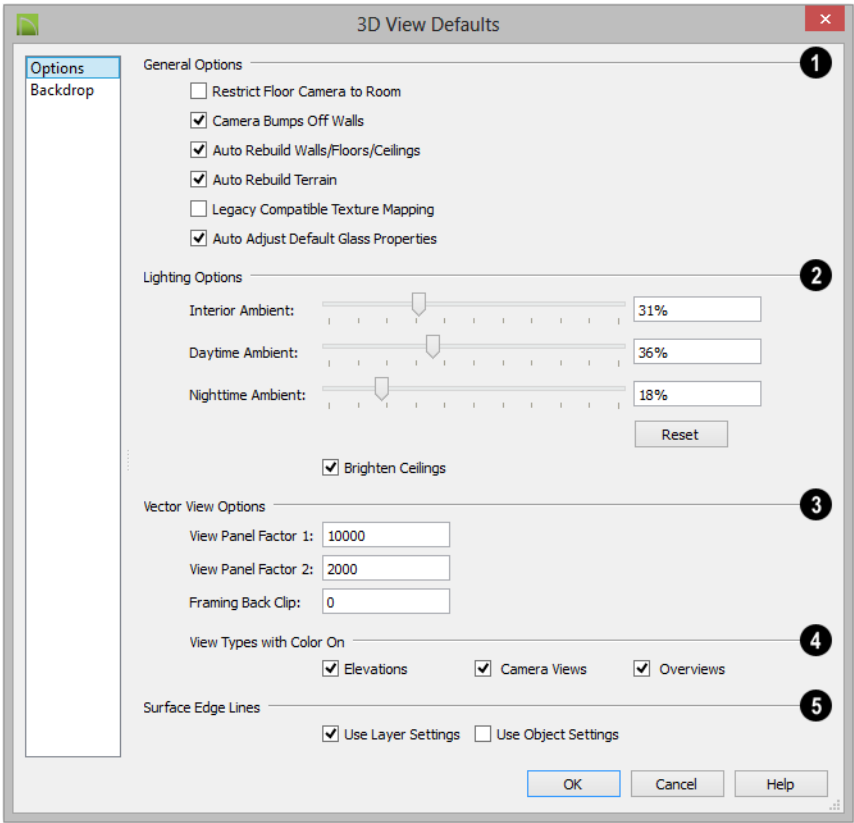 3D View Defaults
Options
Backdrop
General Options 1
Restrict Floor Camera to Room
Camera Bumps Off Walls
Auto Rebuild Walls/Floors/Ceilings
Auto Rebuild Terrain
Legacy Compatible Texture Mapping
Auto Adjust Default Glass Properties
Lighting Options 2
Interior Ambient: 31%
Daytime Ambient: 36%
Nighttime Ambient: 18%
Reset
Brighten Ceilings
Vector View Options 3
View Panel Factor 1: 10000
View Panel Factor 2: 2000
Framing Back Clip: 0
View Types with Color On 4
Elevations Camera Views Overviews
Surface Edge Lines 5
Use Layer Settings Use Object Settings
OK Cancel Help